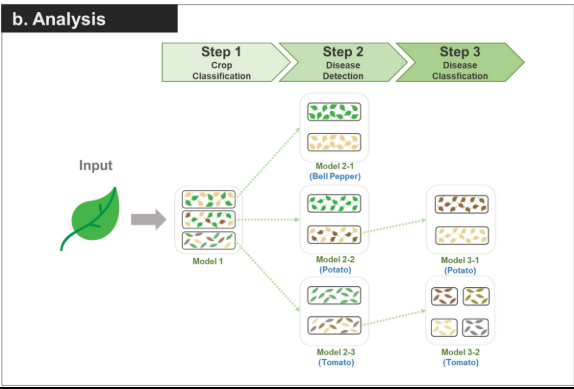 b. Analysis
Step 1
Crop
Classification
Step 2
Disease
Detection
Step 3
Disease
Classfication
Input
Model 1
Model 2-1
(Bell Pepper)
Model 2-2
(Potato)
Model 3-1
(Potato)
Model 2-3
(Tomato)
Model 3-2
(Tomato)